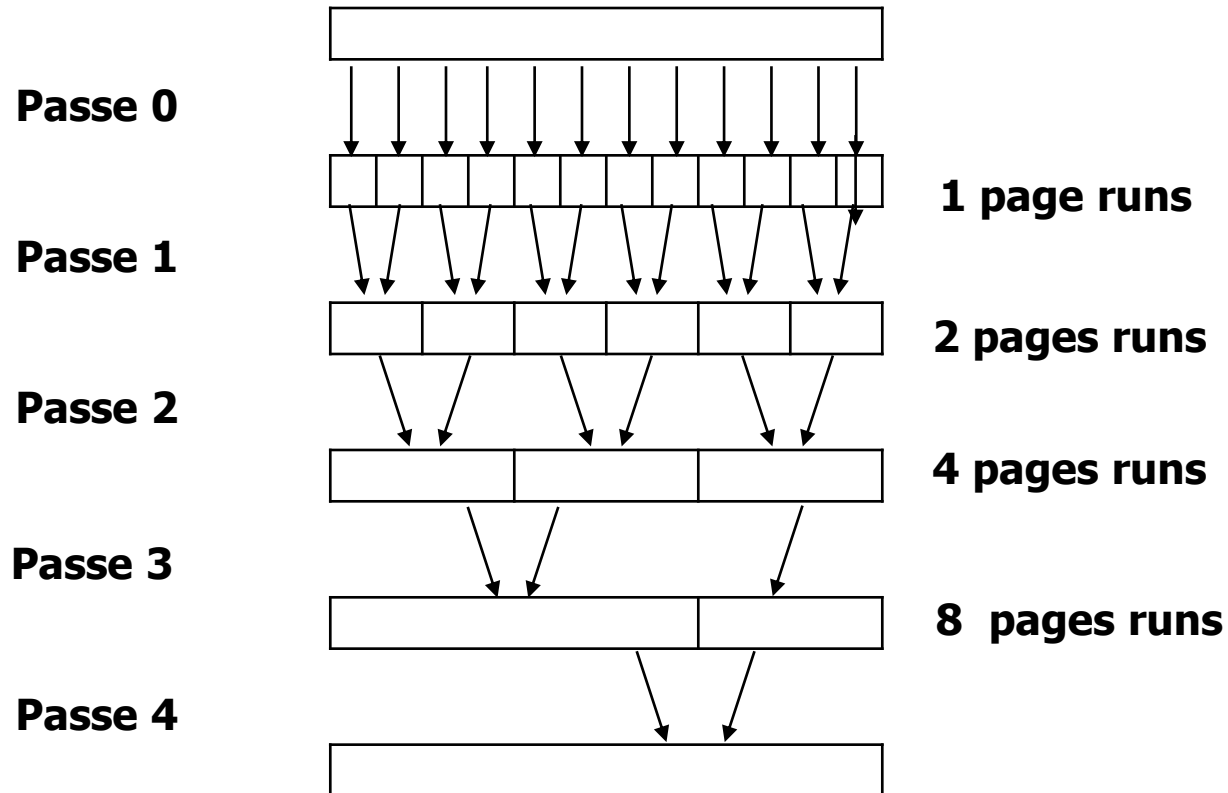 Passe 0
1 page runs
Passe 1
2 pages runs
Passe 2
4 pages runs
Passe 3
8 pages runs
Passe 4